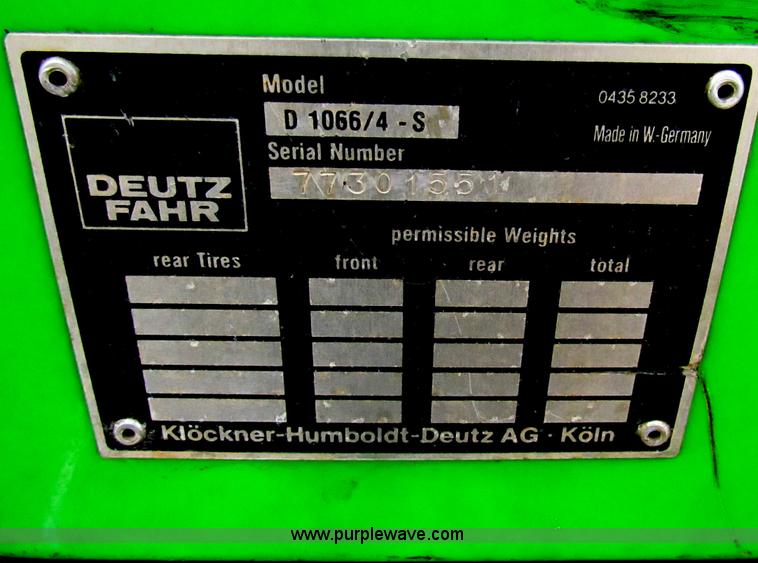 Model
D 1066/4 - S
0435 8233
Made in W.-Germany
Serial Number
DEUTZ
FAHR
permissible Weights
rear Tires front rear total
Klöckner-Humboldt-Deutz AG · Köln
www.purplewave.com